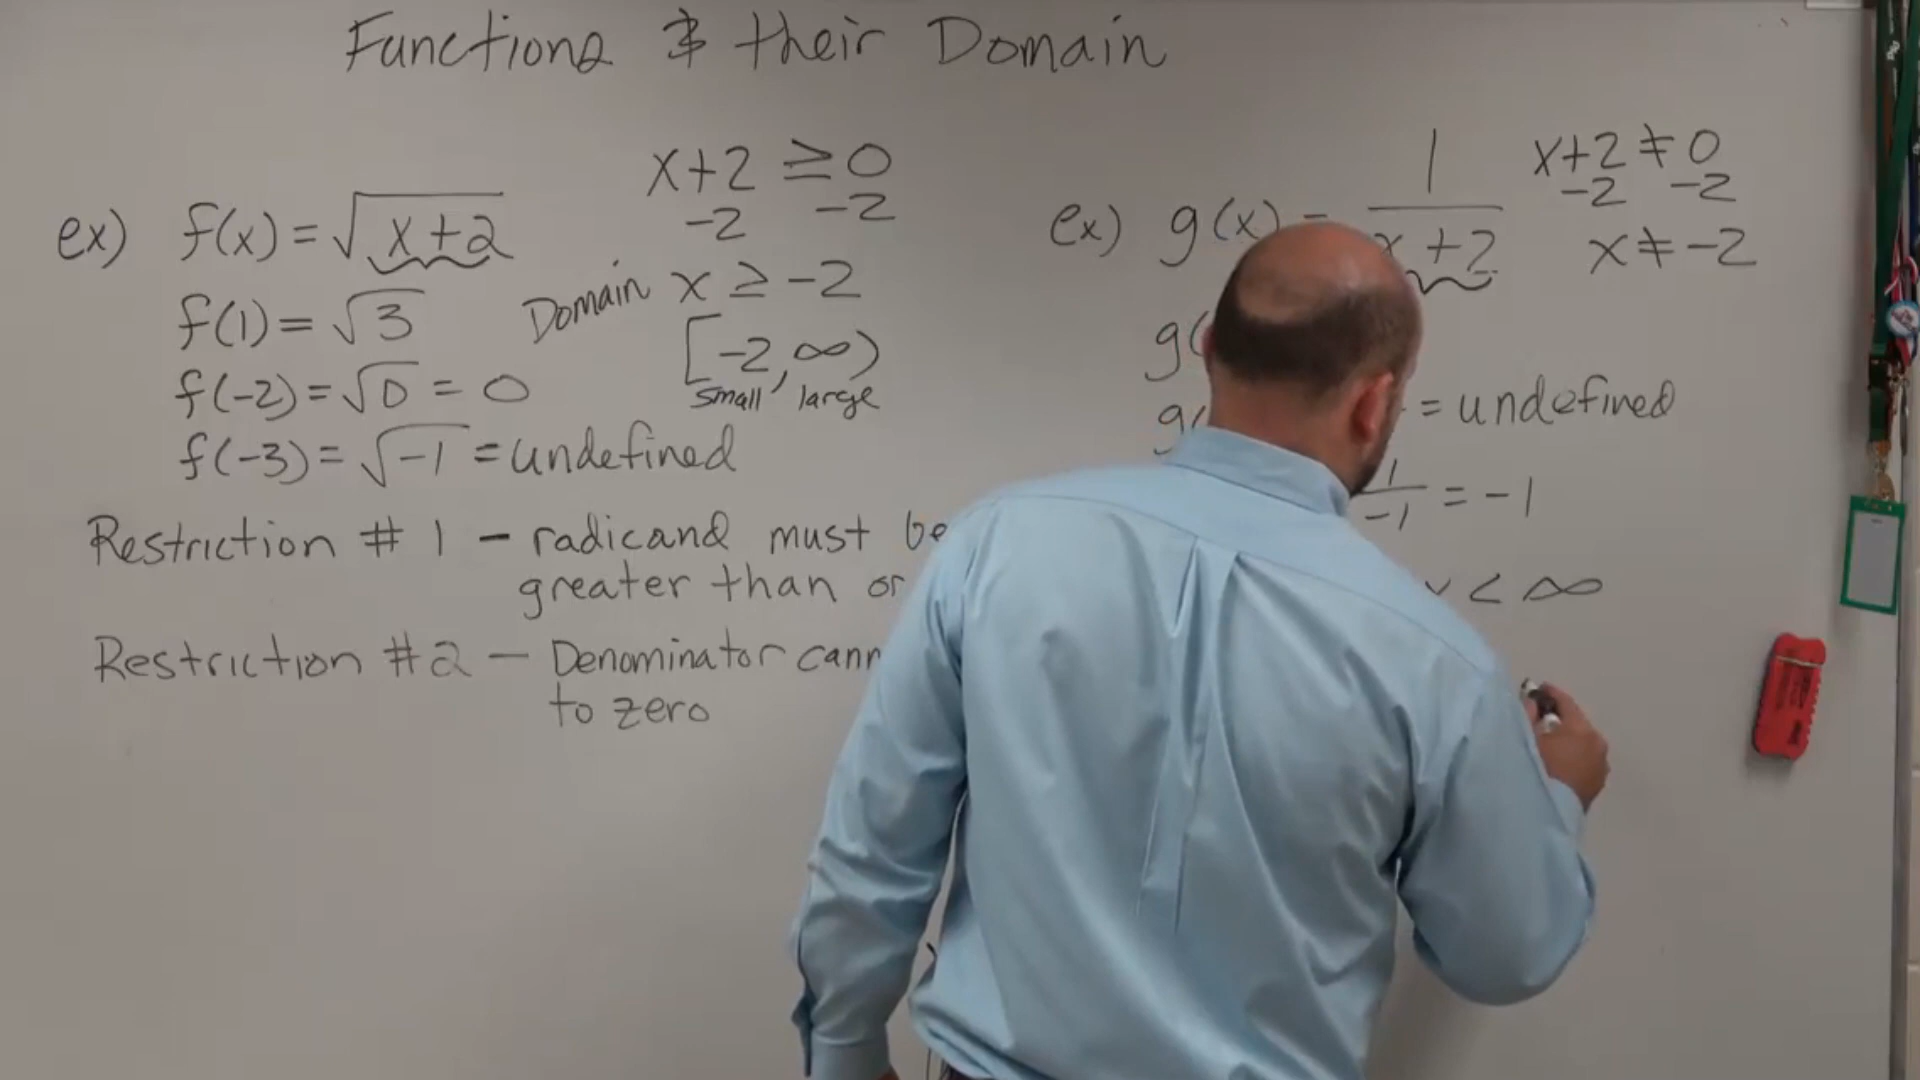 Functions & their Domain
ex) f(x) = √x+2
f(1) = √3
f(-2) = √0 = 0
f(-3) = √-1 = undefined
x+2 ≥ 0
-2 -2
Domain x ≥ -2
[-2, ∞)
small, large
Restriction # 1 - radicand must be
greater than or
Restriction #2 - Denominator
to zero
ex) g(x) = 1
x+2
x+2 ≠ 0
-2 -2
x ≠ -2
g(
g(
= undefined
1/-1 = -1
< ∞